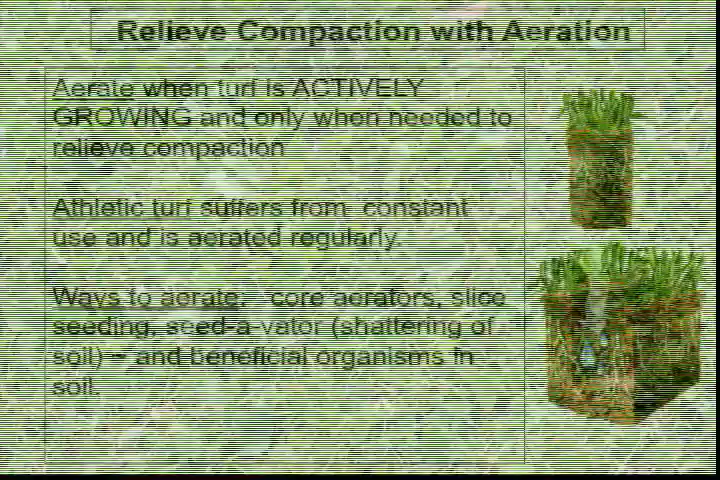 Relieve Compaction with Aeration
Aerate when turf is ACTIVELY
GROWING and only when needed to
relieve compaction
Athletic turf suffers from constant
use and is aerated regularly.
Ways to aerate: core aerators, slice
seeding, seed-a-vator (shattering of
soil) – and beneficial organisms in
soil.